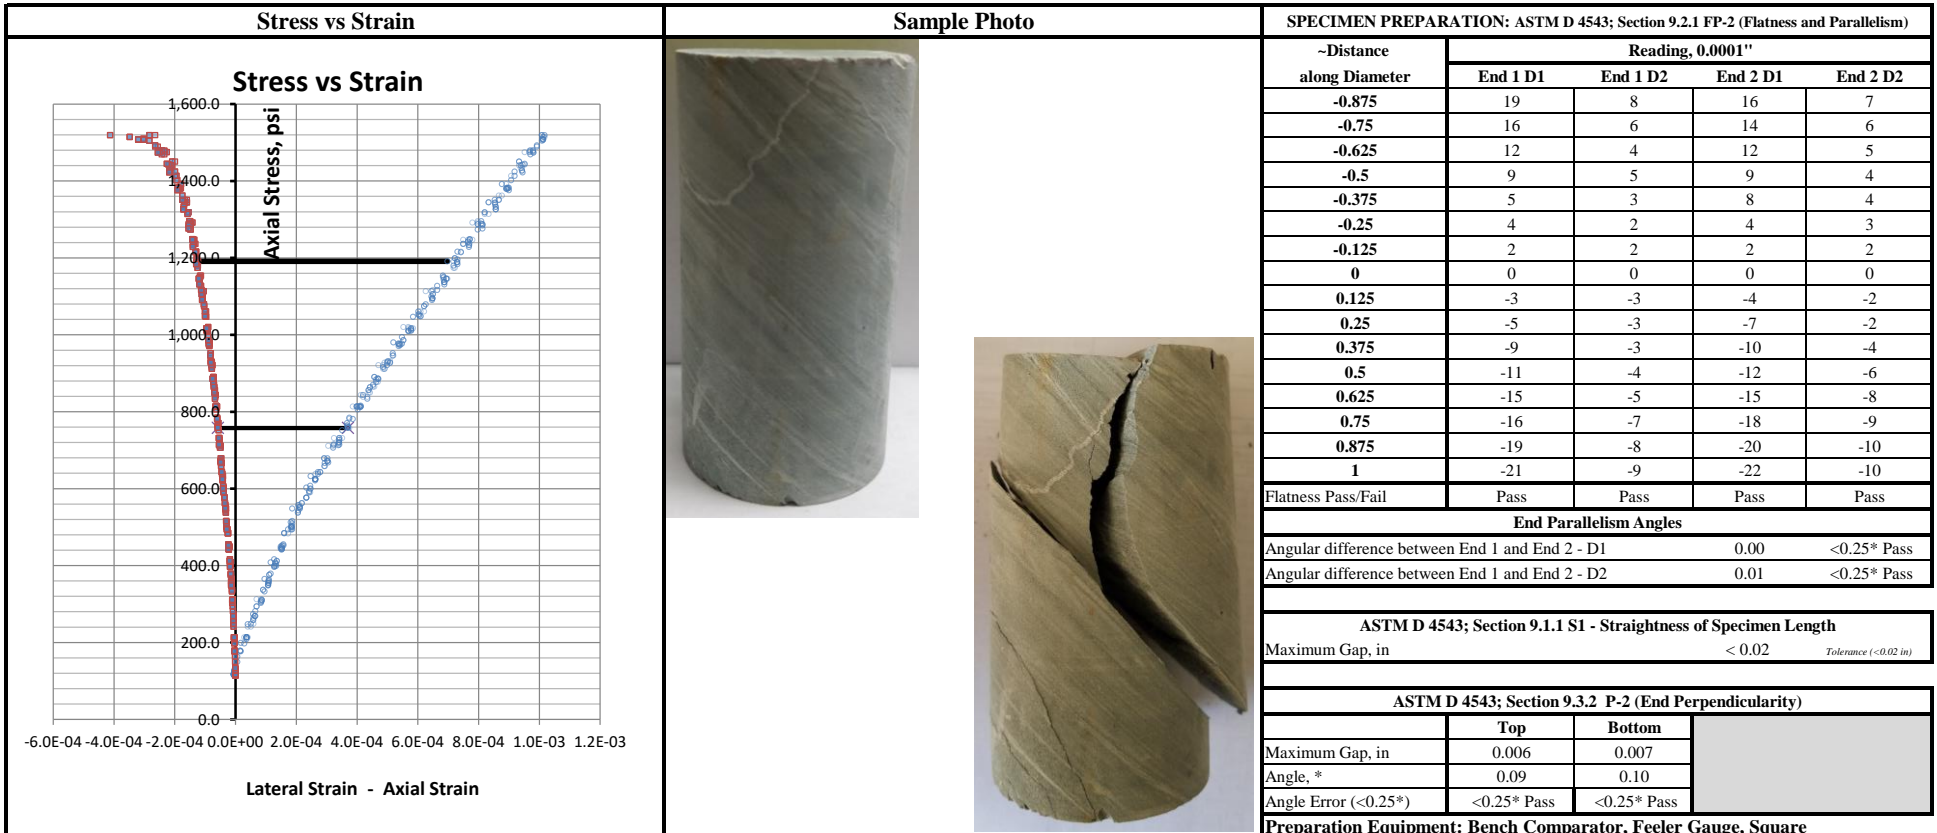 Stress vs Strain
Sample Photo
SPECIMEN PREPARATION: ASTM D 4543; Section 9.2.1 FP-2 (Flatness and Parallelism)
Stress vs Strain
1,600.0
1,400.0
1,200.0
1,000.0
800.0
600.0
400.0
200.0
0.0
Axial Stress, psi
-6.0E-04 -4.0E-04 -2.0E-04 0.0E+00 2.0E-04 4.0E-04 6.0E-04 8.0E-04 1.0E-03 1.2E-03
Lateral Strain - Axial Strain
~Distance Reading, 0.0001"
along Diameter End 1 D1 End 1 D2 End 2 D1 End 2 D2
-0.875 19 8 16 7
-0.75 16 6 14 6
-0.625 12 4 12 5
-0.5 9 5 9 4
-0.375 5 3 8 4
-0.25 4 2 4 3
-0.125 2 2 2 2
0 0 0 0 0
0.125 -3 -3 -4 -2
0.25 -5 -3 -7 -2
0.375 -9 -3 -10 -4
0.5 -11 -4 -12 -6
0.625 -15 -5 -15 -8
0.75 -16 -7 -18 -9
0.875 -19 -8 -20 -10
1 -21 -9 -22 -10
Flatness Pass/Fail Pass Pass Pass Pass
End Parallelism Angles
Angular difference between End 1 and End 2 - D1 0.00 <0.25* Pass
Angular difference between End 1 and End 2 - D2 0.01 <0.25* Pass
ASTM D 4543; Section 9.1.1 S1 - Straightness of Specimen Length
Maximum Gap, in < 0.02 Tolerance (<0.02 in)
ASTM D 4543; Section 9.3.2 P-2 (End Perpendicularity)
Top Bottom
Maximum Gap, in 0.006 0.007
Angle, * 0.09 0.10
Angle Error (<0.25*) <0.25* Pass <0.25* Pass
Preparation Equipment: Bench Comparator, Feeler Gauge, Square